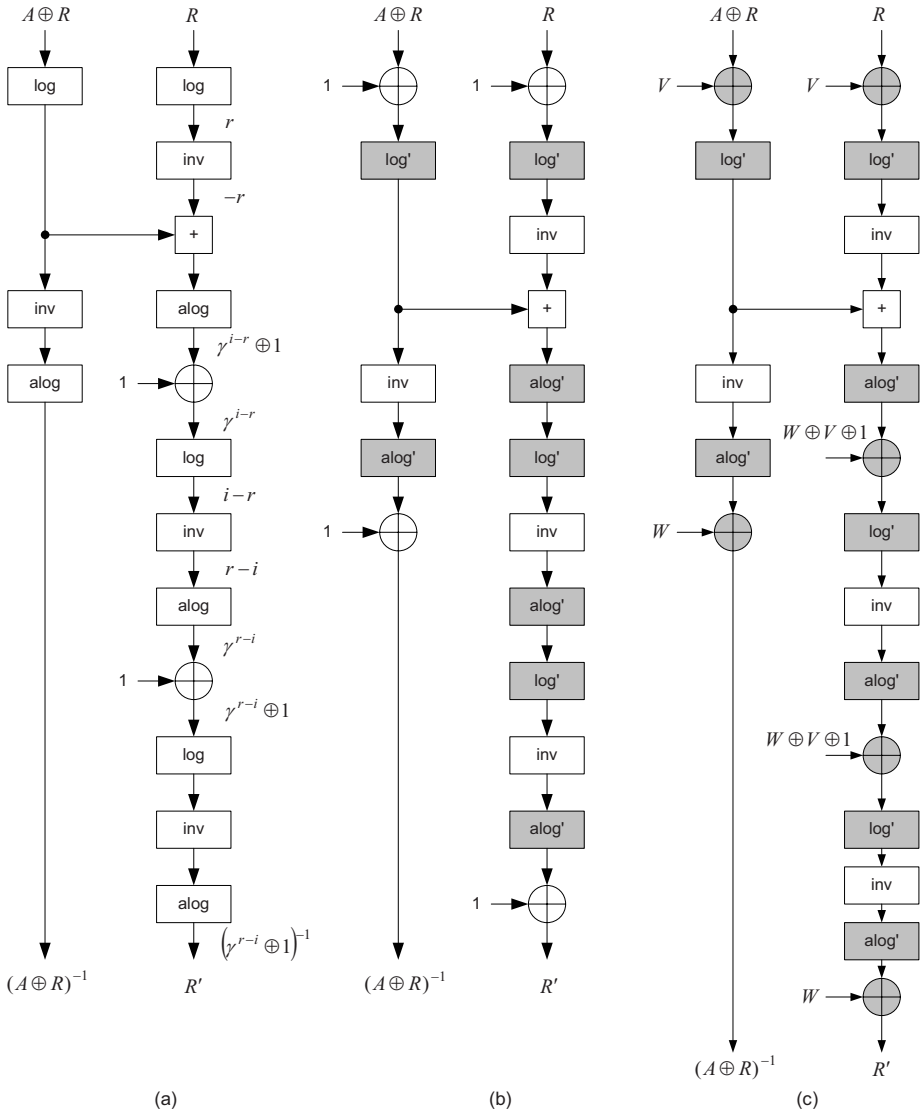 A ⊕ R
R
log
log
r
inv
−r
+
inv
alog
γ^{i−r} ⊕ 1
alog
1
γ^{i−r}
log
i − r
inv
r − i
alog
γ^{r−i}
1
γ^{r−i} ⊕ 1
log
inv
alog
(γ^{r−i} ⊕ 1)^{−1}
(A ⊕ R)^{−1}
R′
(a)
A ⊕ R
R
1
1
log'
log'
inv
+
inv
alog'
alog'
log'
1
inv
alog'
log'
inv
alog'
1
(A ⊕ R)^{−1}
R′
(b)
A ⊕ R
R
V
V
log'
log'
inv
+
inv
alog'
W ⊕ V ⊕ 1
alog'
W
log'
inv
alog'
W ⊕ V ⊕ 1
log'
inv
alog'
W
(A ⊕ R)^{−1}
R′
(c)